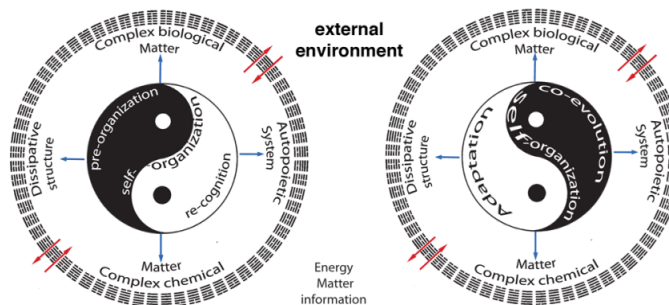 Complex biological
Matter
Dissipative
structure
pre-organization
self-organization
re-cognition
Autopoietic
System
Matter
Complex chemical
external
environment
Energy
Matter
information
Complex biological
Matter
Dissipative
structure
Adaptation
self-organization
co-evolution
Autopoietic
System
Matter
Complex chemical